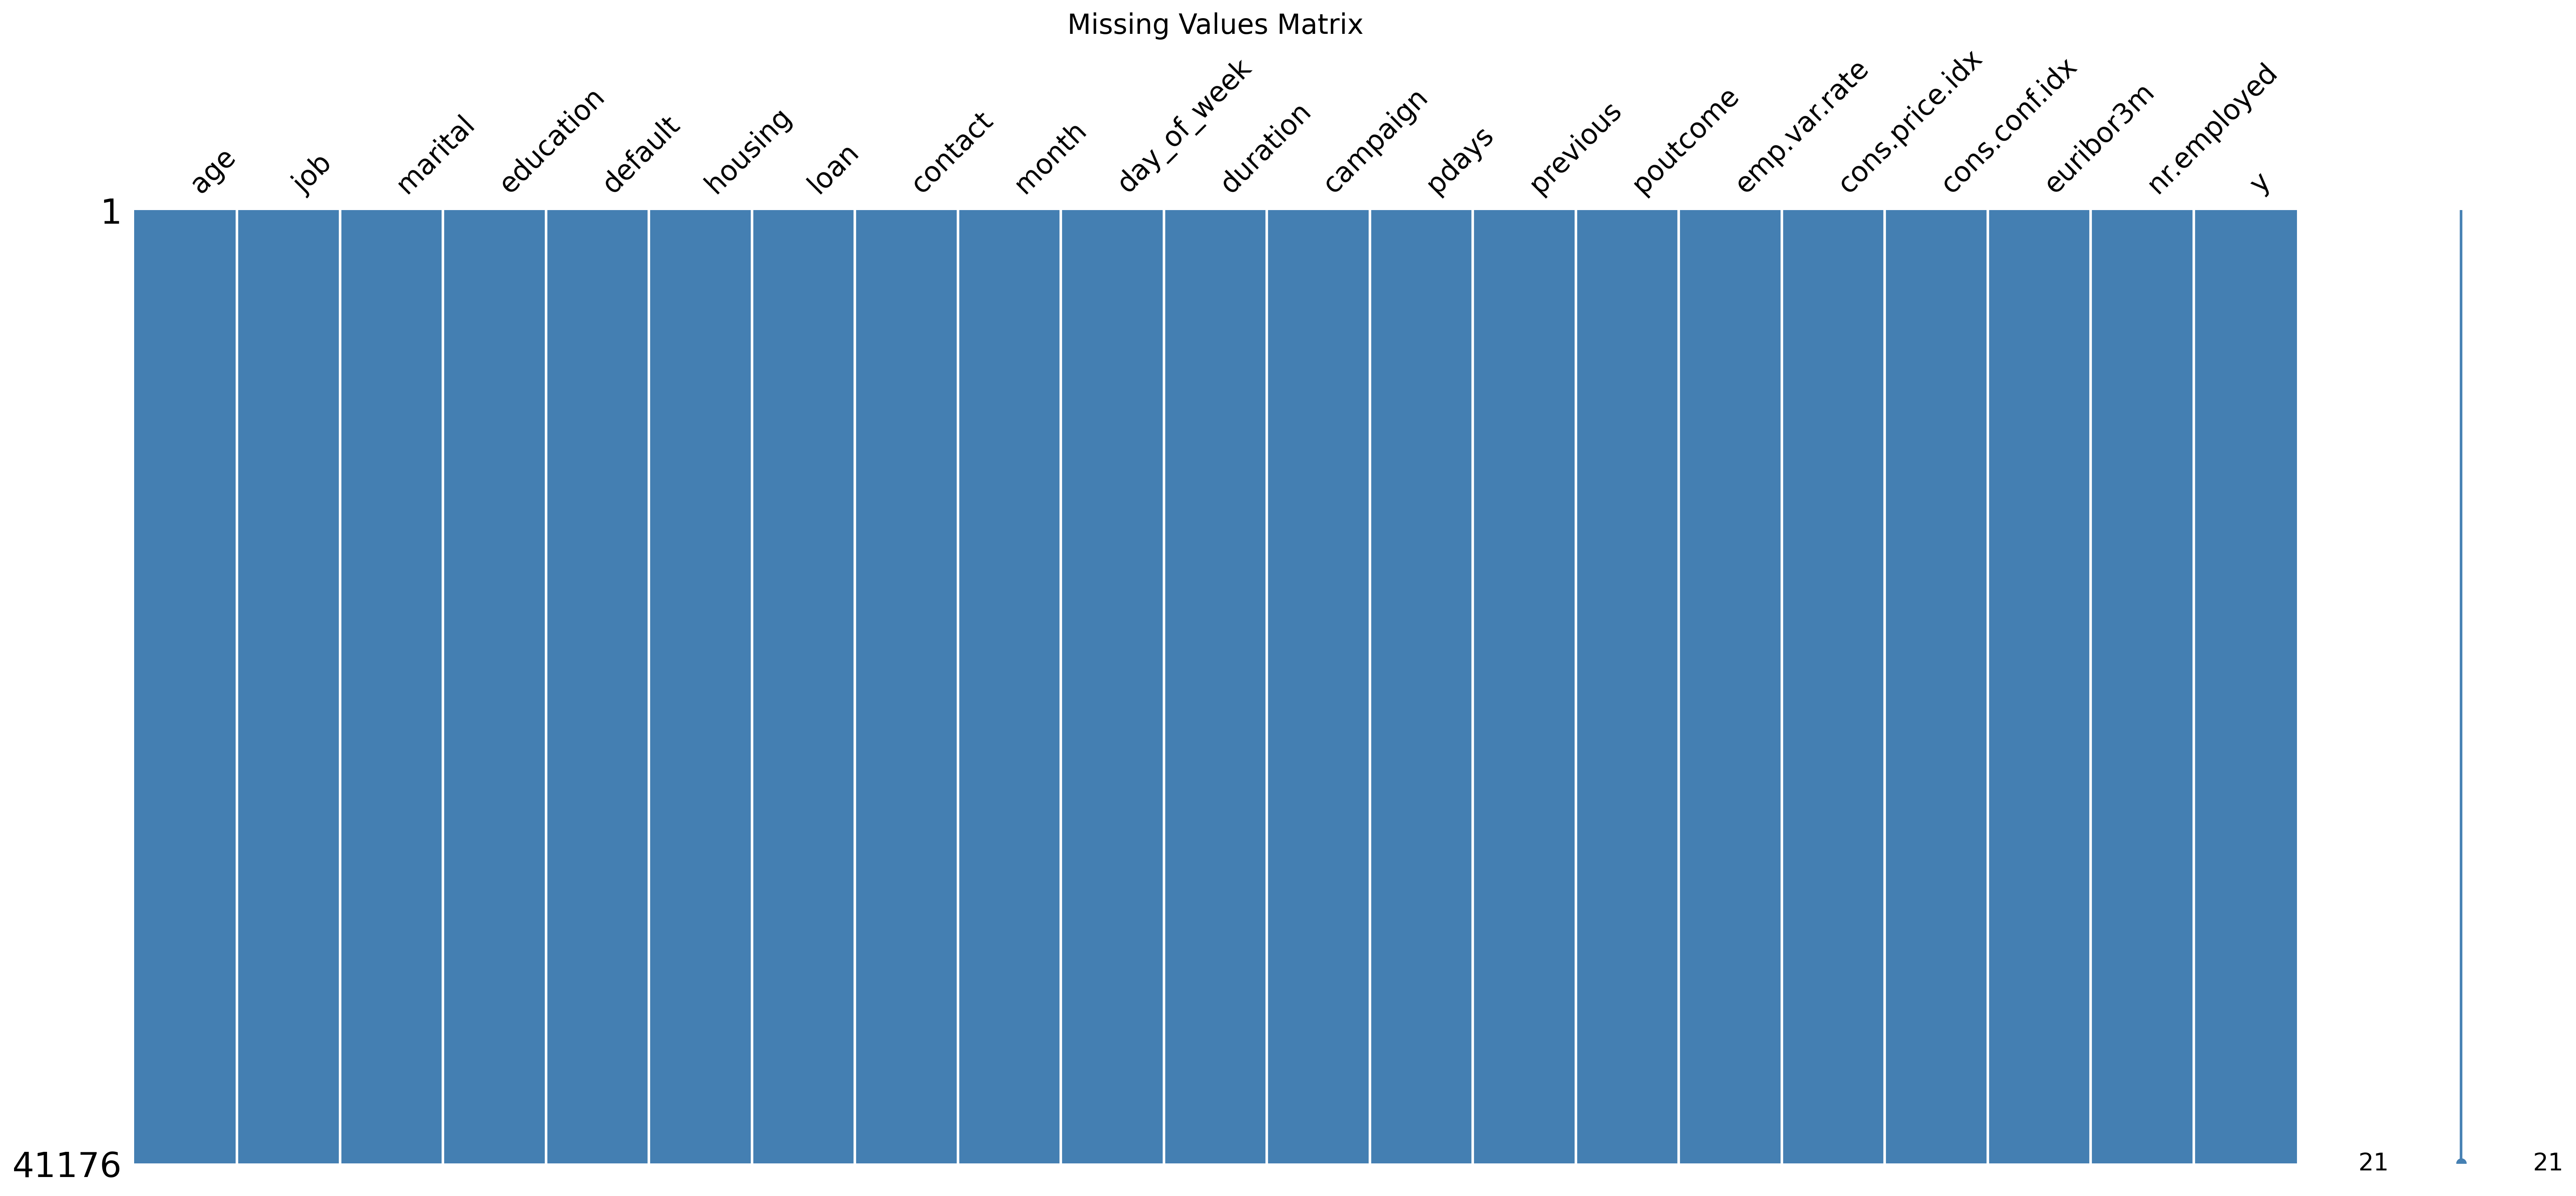 Missing Values Matrix
age job marital education default housing loan contact month day_of_week duration campaign pdays previous poutcome emp.var.rate cons.price.idx cons.conf.idx euribor3m nr.employed y
1
41176
21 21